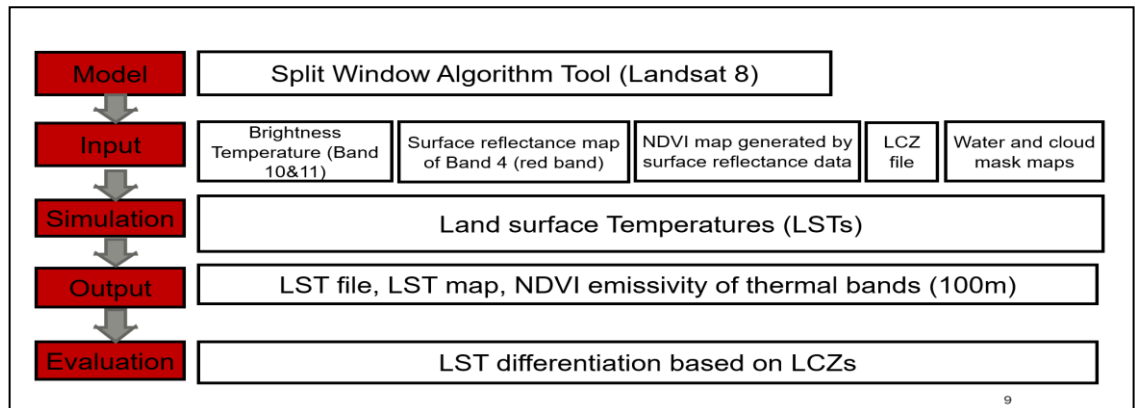 Model
Split Window Algorithm Tool (Landsat 8)
Input
Brightness
Temperature (Band
10&11)
Surface reflectance map
of Band 4 (red band)
NDVI map generated by
surface reflectance data
LCZ
file
Water and cloud
mask maps
Simulation
Land surface Temperatures (LSTs)
Output
LST file, LST map, NDVI emissivity of thermal bands (100m)
Evaluation
LST differentiation based on LCZs
9